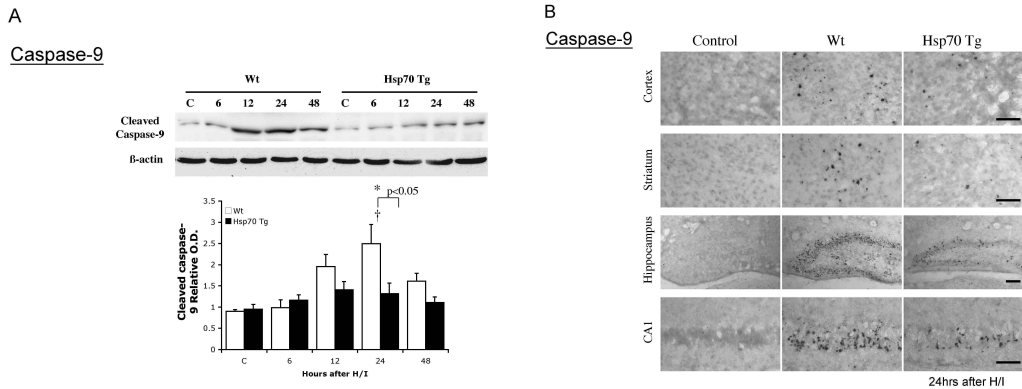 A
Caspase-9
Wt Hsp70 Tg
C 6 12 24 48 C 6 12 24 48
Cleaved
Caspase-9
ß-actin
* p<0.05
†
Wt
Hsp70 Tg
Cleaved caspase-
9 Relative O.D.
3.5
3
2.5
2
1.5
1
0.5
0
C 6 12 24 48
Hours after H/I
B
Caspase-9
Control Wt Hsp70 Tg
Cortex
Striatum
Hippocampus
CA1
24hrs after H/I